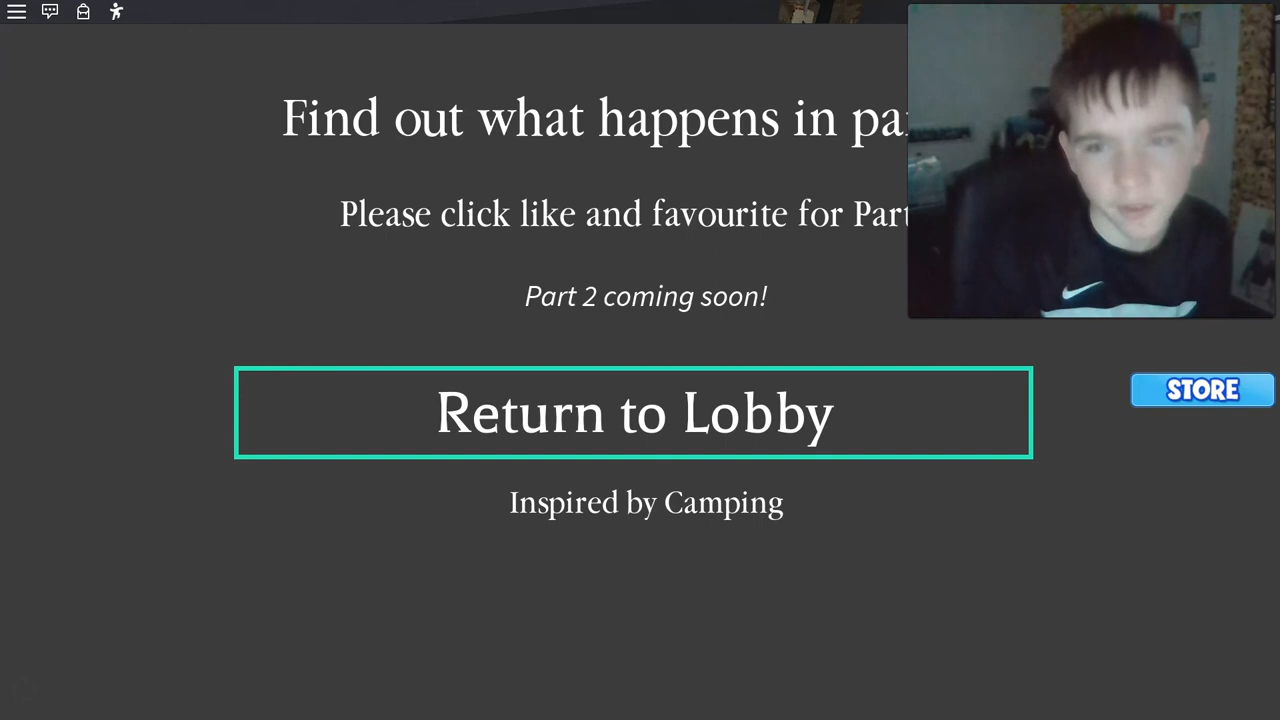 Find out what happens in
Please click like and favourite for Part
Part 2 coming soon!
Return to Lobby
STORE
Inspired by Camping